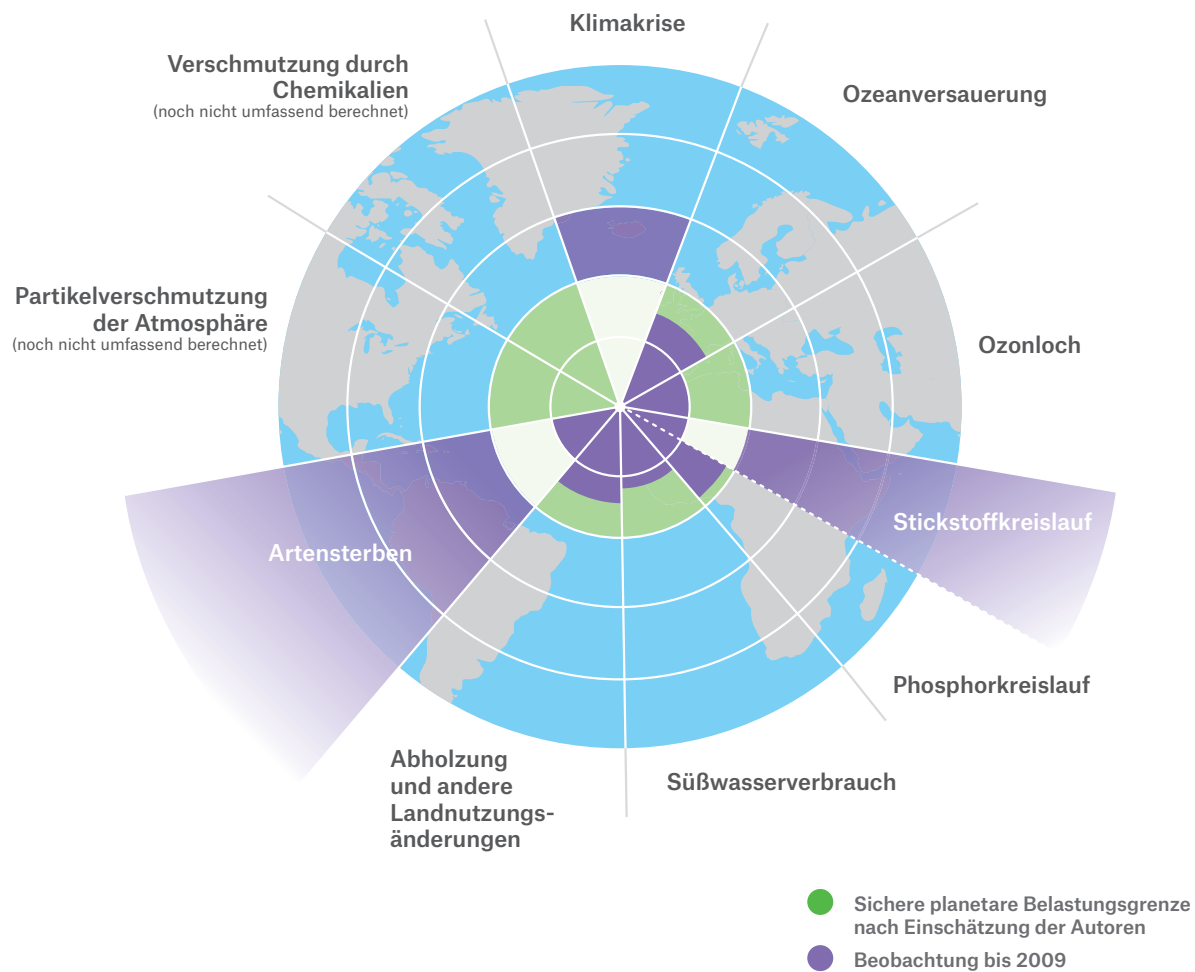 Klimakrise
Verschmutzung durch
Chemikalien
(noch nicht umfassend berechnet)
Ozeanversauerung
Partikelverschmutzung
der Atmosphäre
(noch nicht umfassend berechnet)
Ozonloch
Stickstoffkreislauf
Artensterben
Phosphorkreislauf
Abholzung
und andere
Landnutzungs-
änderungen
Süßwasserverbrauch
Sichere planetare Belastungsgrenze
nach Einschätzung der Autoren
Beobachtung bis 2009